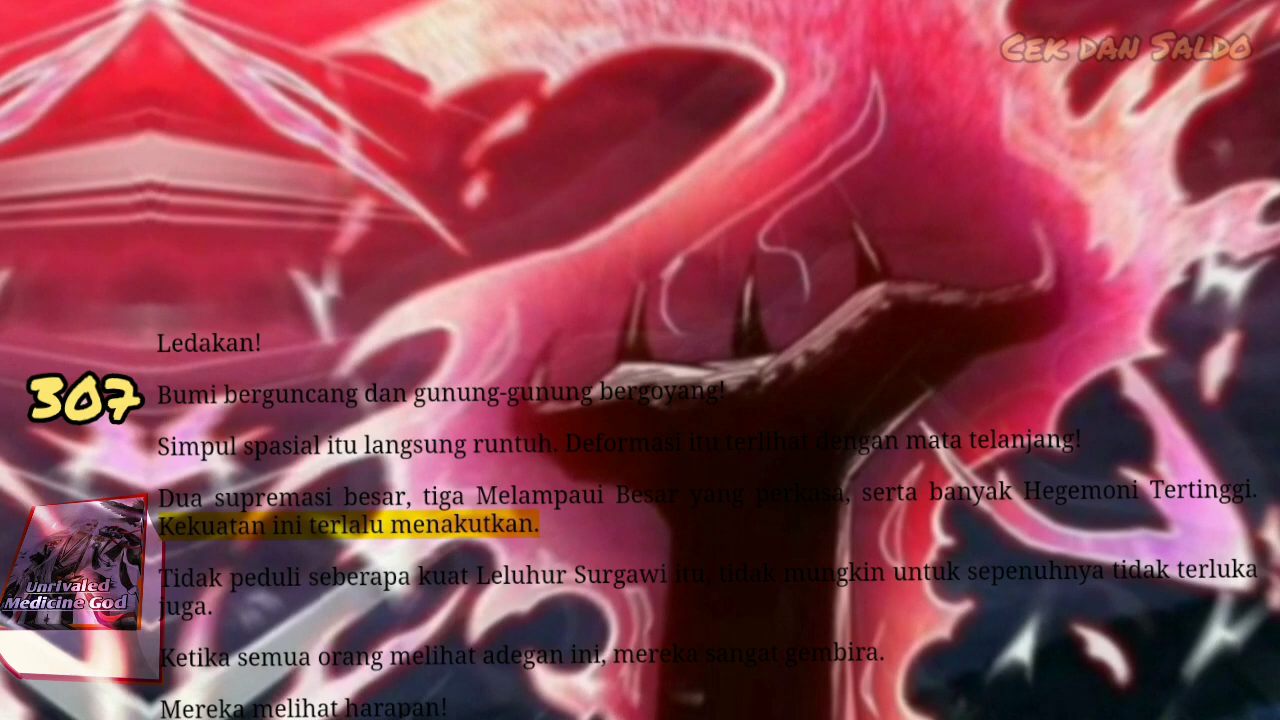 Cek dan Saldo
Ledakan!
307
Bumi berguncang dan gunung-gunung bergoyang!
Simpul spasial itu langsung runtuh. Deformasi itu terlihat dengan mata telanjang!
Dua supremasi besar, tiga Melampaui Besar yang perkasa, serta banyak Hegemoni Tertinggi.
Kekuatan ini terlalu menakutkan.
Tidak peduli seberapa kuat Leluhur Surgawi itu, tidak mungkin untuk sepenuhnya tidak terluka
juga.
Unrivaled
Medicine God
Ketika semua orang melihat adegan ini, mereka sangat gembira.
Mereka melihat harapan!